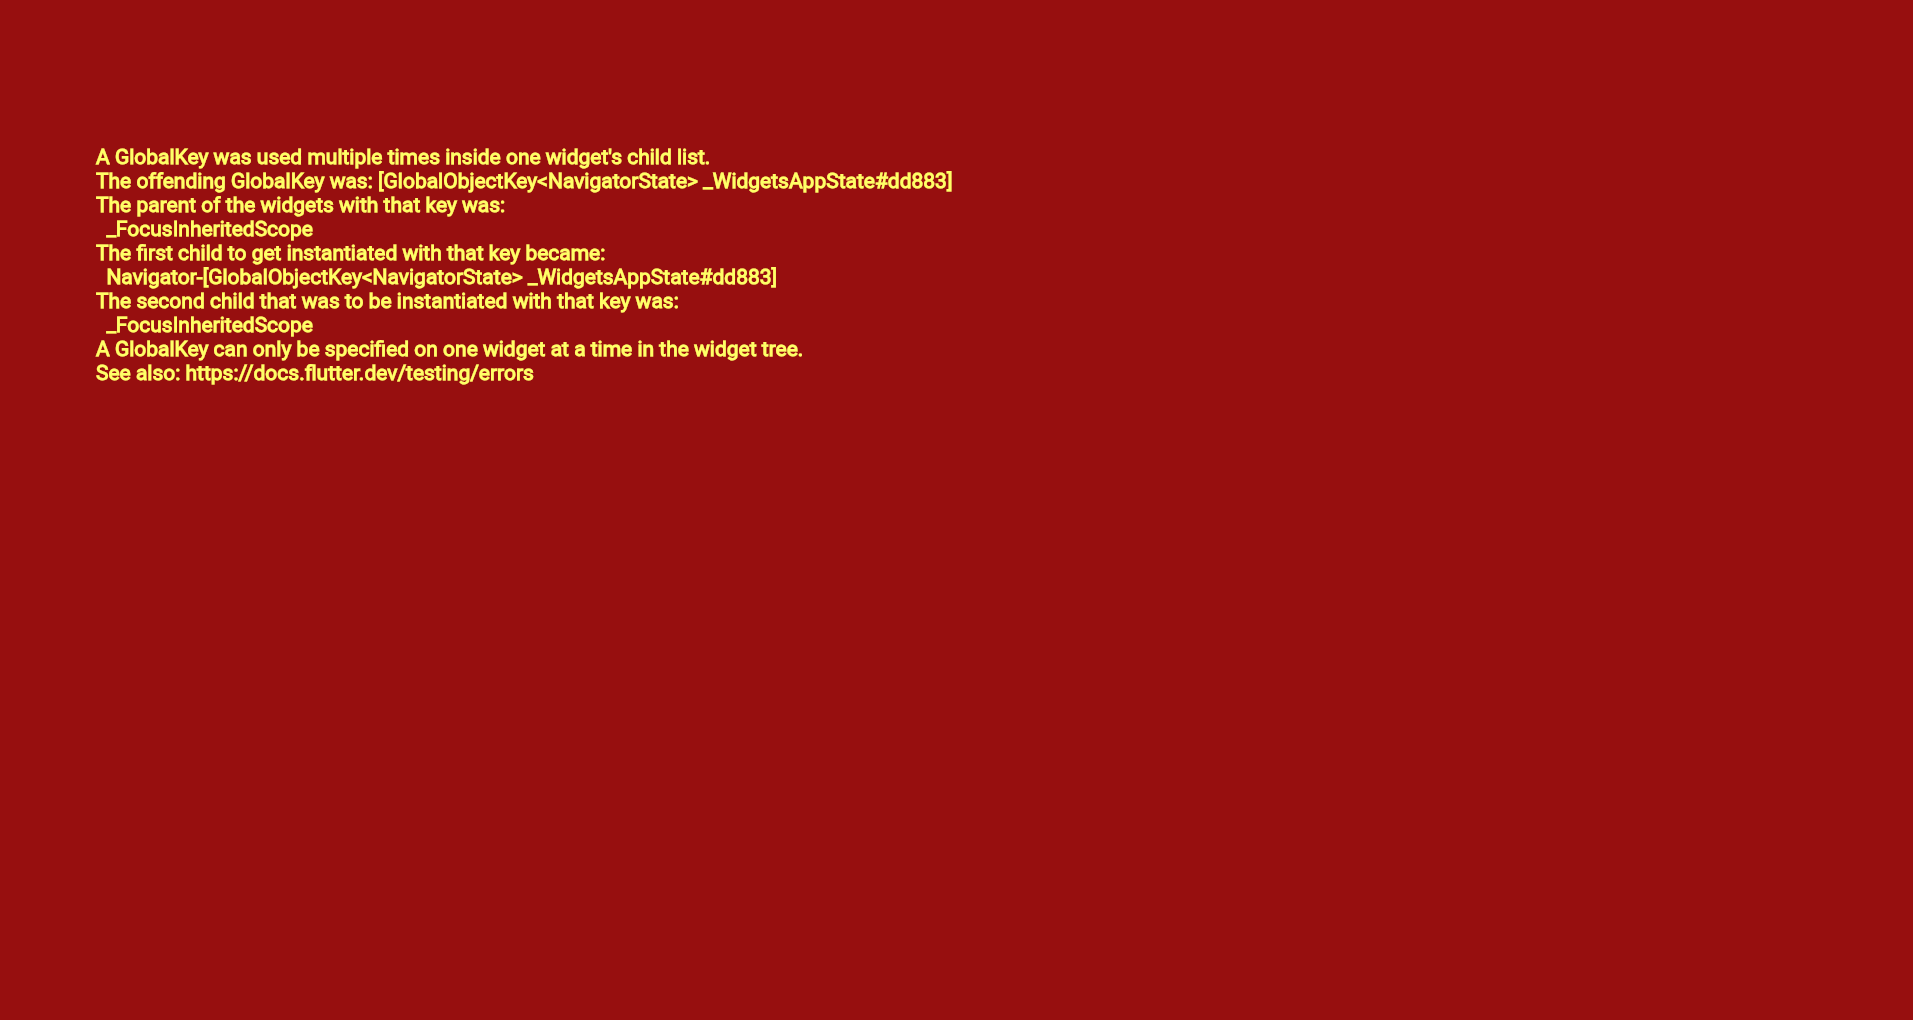 A GlobalKey was used multiple times inside one widget's child list.
The offending GlobalKey was: [GlobalObjectKey<NavigatorState> _WidgetsAppState#dd883]
The parent of the widgets with that key was:
  _FocusInheritedScope
The first child to get instantiated with that key became:
  Navigator-[GlobalObjectKey<NavigatorState> _WidgetsAppState#dd883]
The second child that was to be instantiated with that key was:
  _FocusInheritedScope
A GlobalKey can only be specified on one widget at a time in the widget tree.
See also: https://docs.flutter.dev/testing/errors